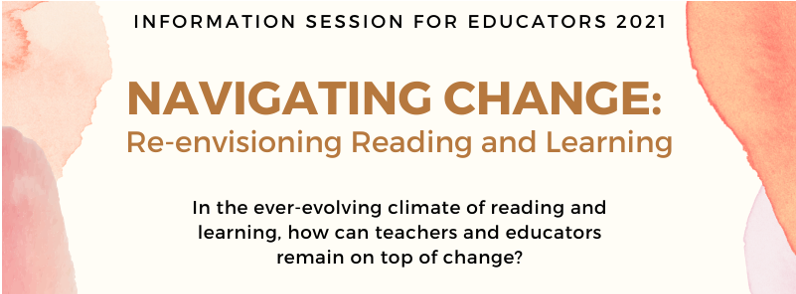 INFORMATION SESSION FOR EDUCATORS 2021
NAVIGATING CHANGE:
Re-envisioning Reading and Learning
In the ever-evolving climate of reading and
learning, how can teachers and educators
remain on top of change?